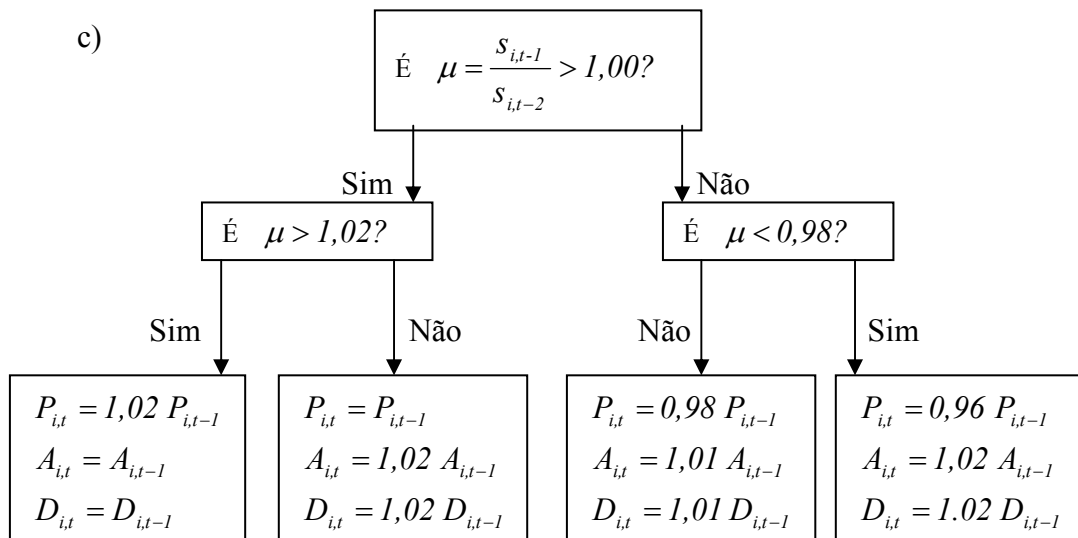 c)
É μ = s_{i,t-1} / s_{i,t-2} > 1,00?
Sim
Não
É μ > 1,02?
É μ < 0,98?
Sim
Não
Não
Sim
P_{i,t} = 1,02 P_{i,t-1}
A_{i,t} = A_{i,t-1}
D_{i,t} = D_{i,t-1}
P_{i,t} = P_{i,t-1}
A_{i,t} = 1,02 A_{i,t-1}
D_{i,t} = 1,02 D_{i,t-1}
P_{i,t} = 0,98 P_{i,t-1}
A_{i,t} = 1,01 A_{i,t-1}
D_{i,t} = 1,01 D_{i,t-1}
P_{i,t} = 0,96 P_{i,t-1}
A_{i,t} = 1,02 A_{i,t-1}
D_{i,t} = 1.02 D_{i,t-1}